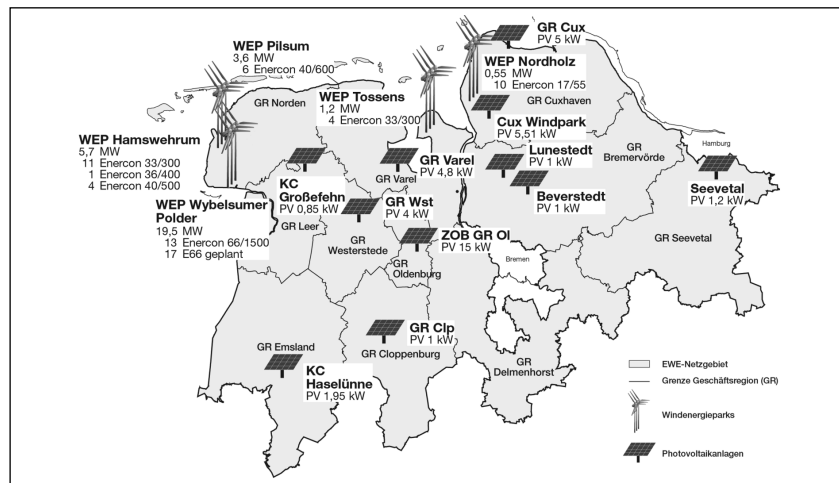 GR Cux
PV 5 kW
WEP Pilsum
3,6 MW
6 Enercon 40/600
WEP Nordholz
0,55 MW
10 Enercon 17/55
GR Cuxhaven
GR Norden
WEP Tossens
1,2 MW
4 Enercon 33/300
Cux Windpark
PV 5,51 kW
WEP Hamswehrum
5,7 MW
11 Enercon 33/300
1 Enercon 36/400
4 Enercon 40/500
Lunestedt
PV 1 kW
GR
Bremervörde
Hamburg
GR Varel
PV 4,8 kW
GR Varel
KC
Großefehn
PV 0,85 kW
Beverstedt
PV 1 kW
Seevetal
PV 1,2 kW
GR Wst
PV 4 kW
WEP Wybelsumer
Polder
19,5 MW
13 Enercon 66/1500
17 E66 geplant
GR Leer
GR
Westerstede
ZOB GR Ol
PV 15 kW
GR
Oldenburg
Bremen
GR Seevetal
GR Clp
PV 1 kW
GR Cloppenburg
GR Emsland
KC
Haselünne
PV 1,95 kW
GR
Delmenhorst
EWE-Netzgebiet
Grenze Geschäftsregion (GR)
Windenergieparks
Photovoltaikanlagen